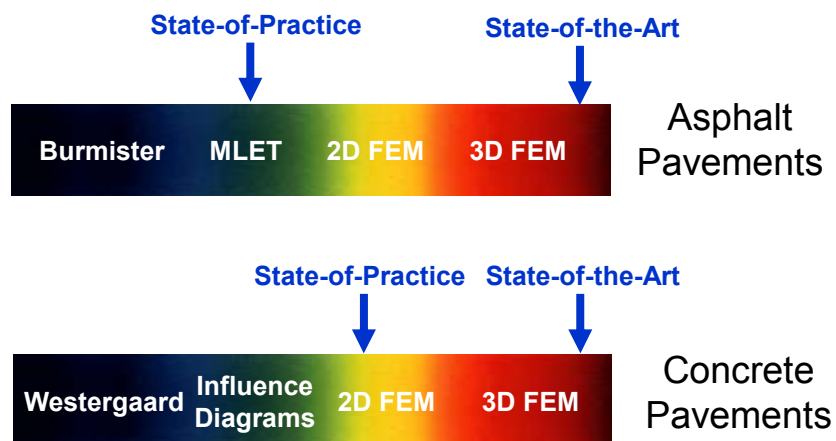 State-of-Practice State-of-the-Art
Burmister MLET 2D FEM 3D FEM
Asphalt
Pavements
State-of-Practice State-of-the-Art
Westergaard Influence
Diagrams 2D FEM 3D FEM
Concrete
Pavements